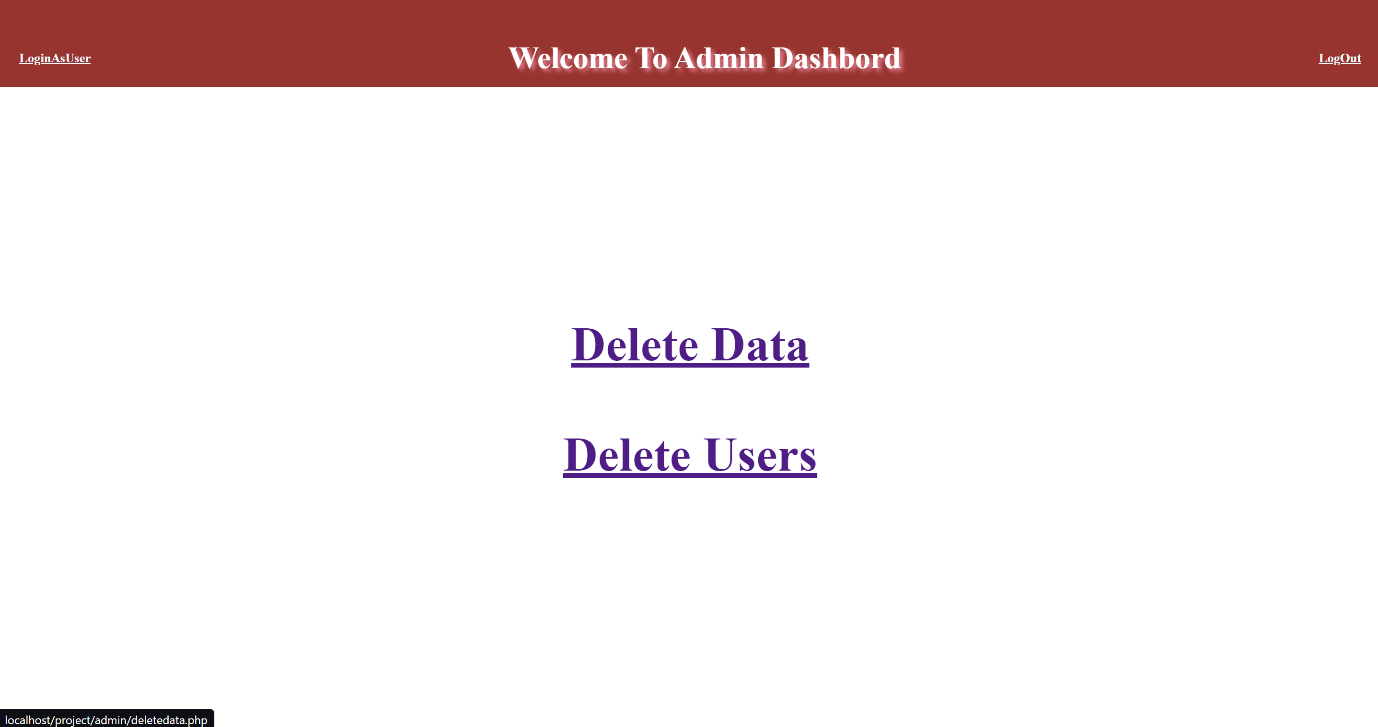 LoginAsUser
Welcome To Admin Dashbord
LogOut
Delete Data
Delete Users
localhost/project/admin/deletedata.php